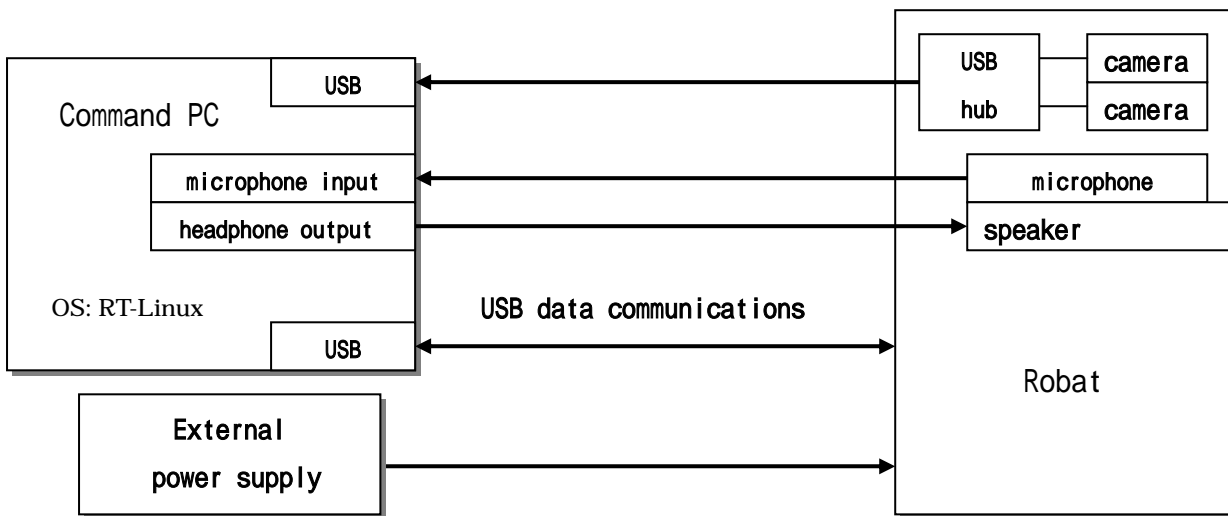 Command PC
USB
microphone input
headphone output
OS: RT-Linux
USB
External
power supply
USB data communications
USB
hub
camera
camera
microphone
speaker
Robat